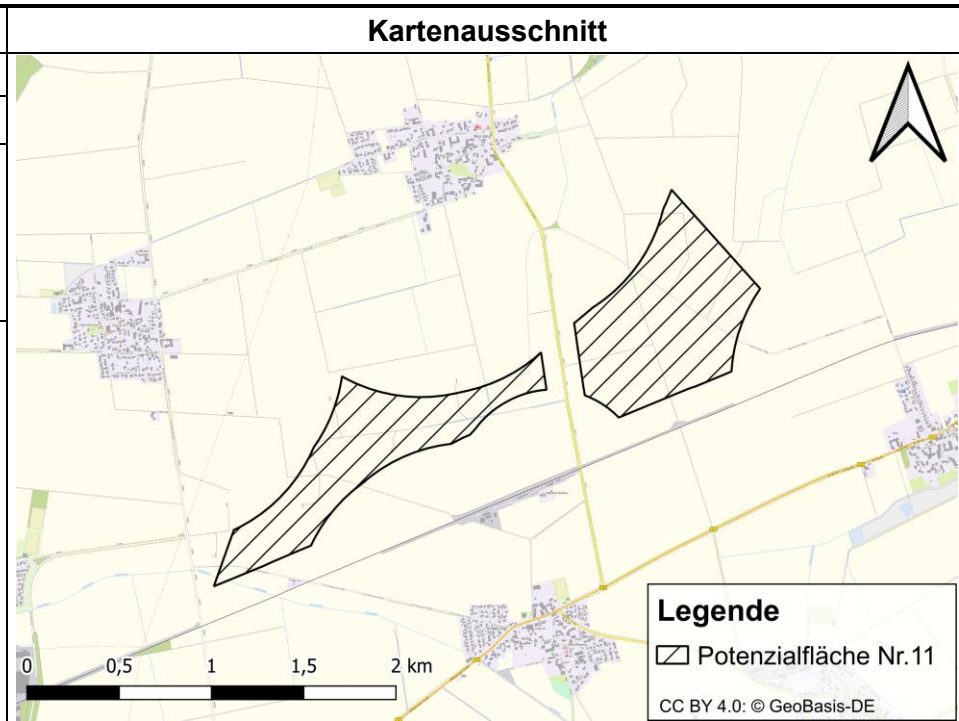 Kartenausschnitt
Legende
Potenzialfläche Nr.11
CC BY 4.0: © GeoBasis-DE
0 0,5 1 1,5 2 km